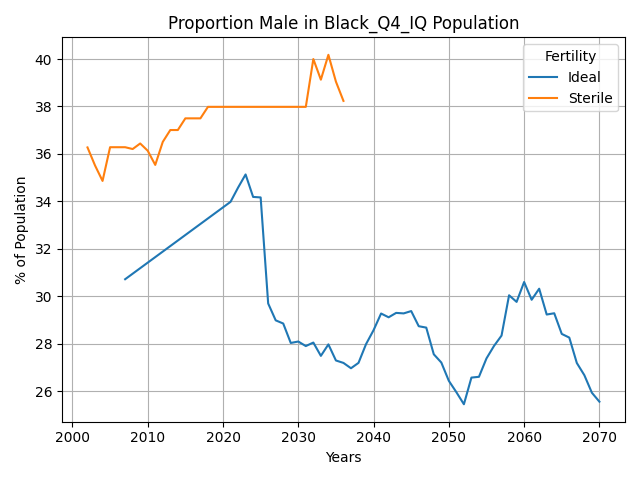 Proportion Male in Black_Q4_IQ Population
Fertility
Ideal
Sterile
% of Population
40
38
36
34
32
30
28
26
2000 2010 2020 2030 2040 2050 2060 2070
Years